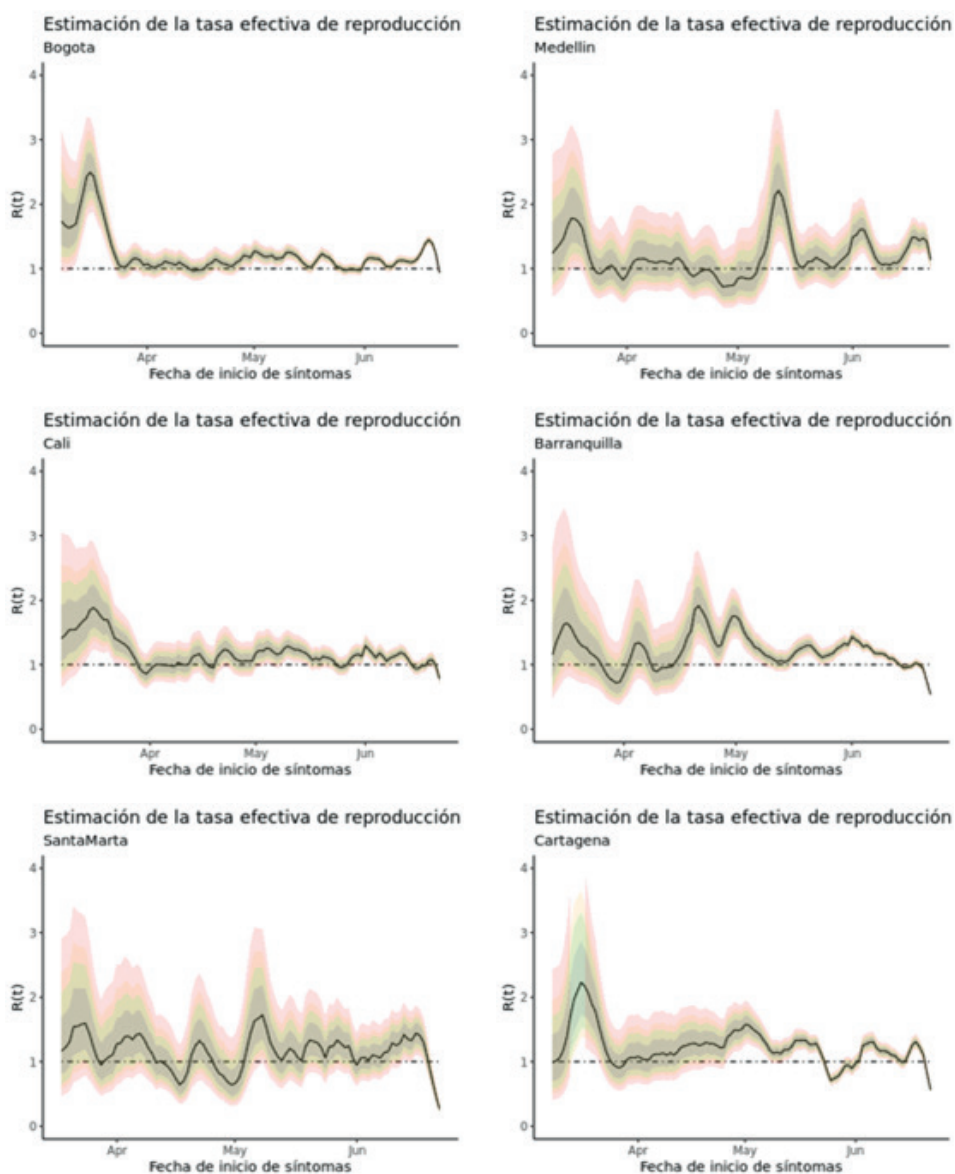 Estimación de la tasa efectiva de reproducción
Bogota
4
3
2
1
0
R(t)
Apr May Jun
Fecha de inicio de síntomas
Estimación de la tasa efectiva de reproducción
Medellin
4
3
2
1
0
R(t)
Apr May Jun
Fecha de inicio de síntomas
Estimación de la tasa efectiva de reproducción
Cali
4
3
2
1
0
R(t)
Apr May Jun
Fecha de inicio de síntomas
Estimación de la tasa efectiva de reproducción
Barranquilla
4
3
2
1
0
R(t)
Apr May Jun
Fecha de inicio de síntomas
Estimación de la tasa efectiva de reproducción
SantaMarta
4
3
2
1
0
R(t)
Apr May Jun
Fecha de inicio de síntomas
Estimación de la tasa efectiva de reproducción
Cartagena
4
3
2
1
0
R(t)
Apr May Jun
Fecha de inicio de síntomas